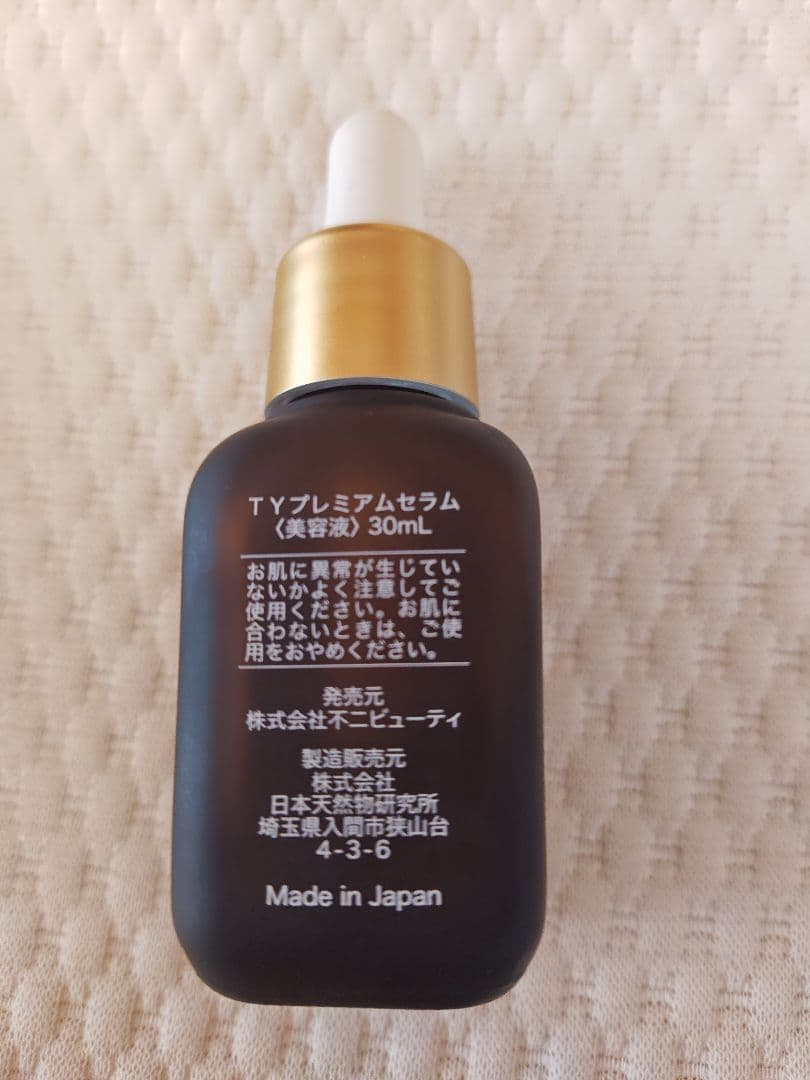 TYプレミアムセラム
〈美容液〉30mL
お肌に異常が生じてい
ないかよく注意してご
使用ください。お肌に
合わないときは、ご使
用をおやめください。
発売元
株式会社不二ビューティ
製造販売元
株式会社
日本天然物研究所
埼玉県入間市狭山台
4-3-6
Made in Japan